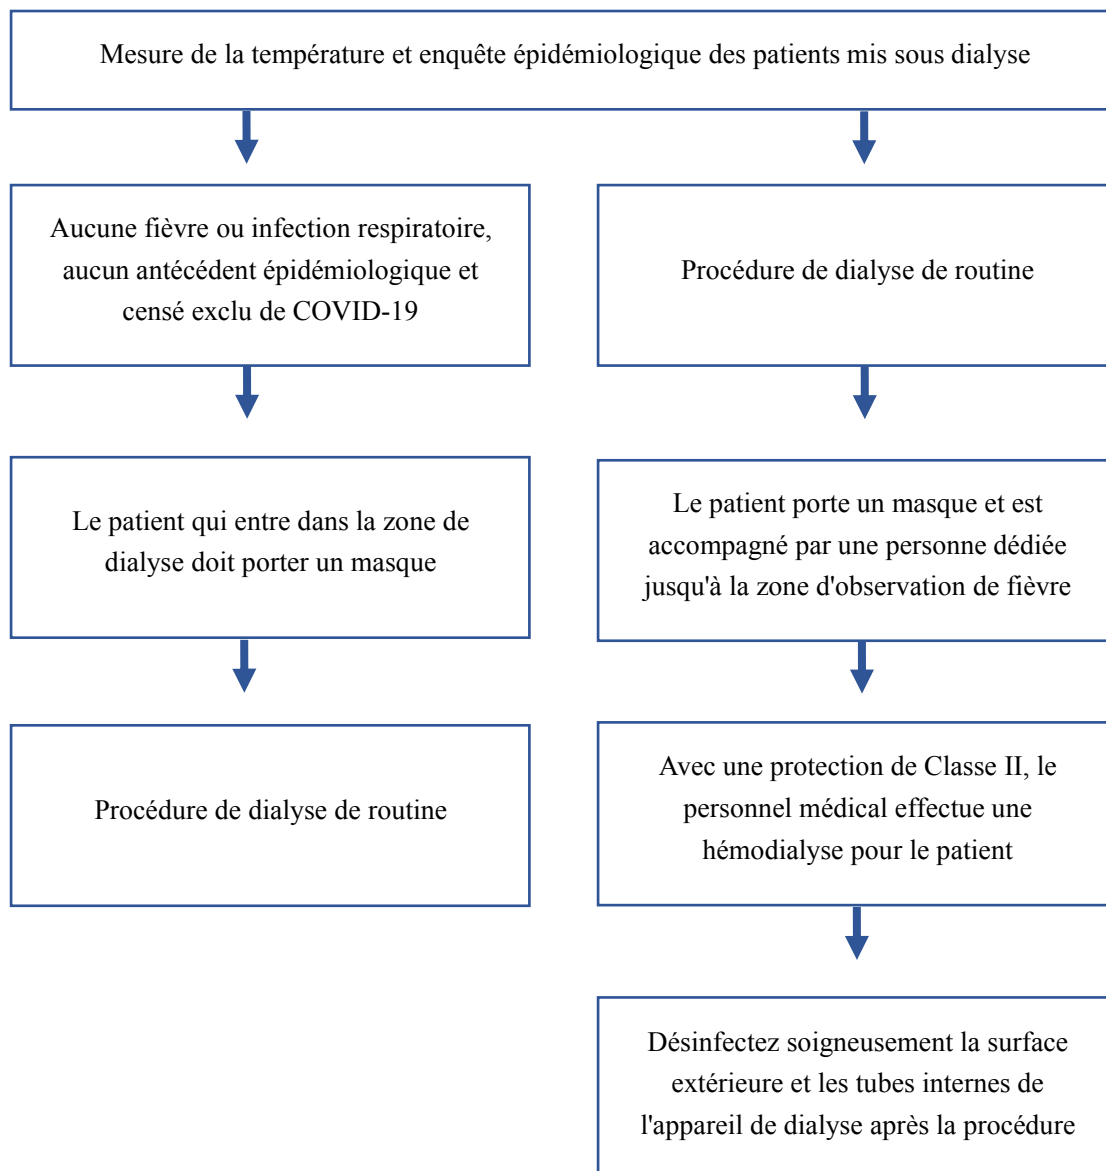 Mesure de la température et enquête épidémiologique des patients mis sous dialyse
Aucune fièvre ou infection respiratoire,
aucun antécédent épidémiologique et
censé exclu de COVID-19
Procédure de dialyse de routine
Le patient qui entre dans la zone de
dialyse doit porter un masque
Le patient porte un masque et est
accompagné par une personne dédiée
jusqu'à la zone d'observation de fièvre
Procédure de dialyse de routine
Avec une protection de Classe II, le
personnel médical effectue une
hémodialyse pour le patient
Désinfectez soigneusement la surface
extérieure et les tubes internes de
l'appareil de dialyse après la procédure